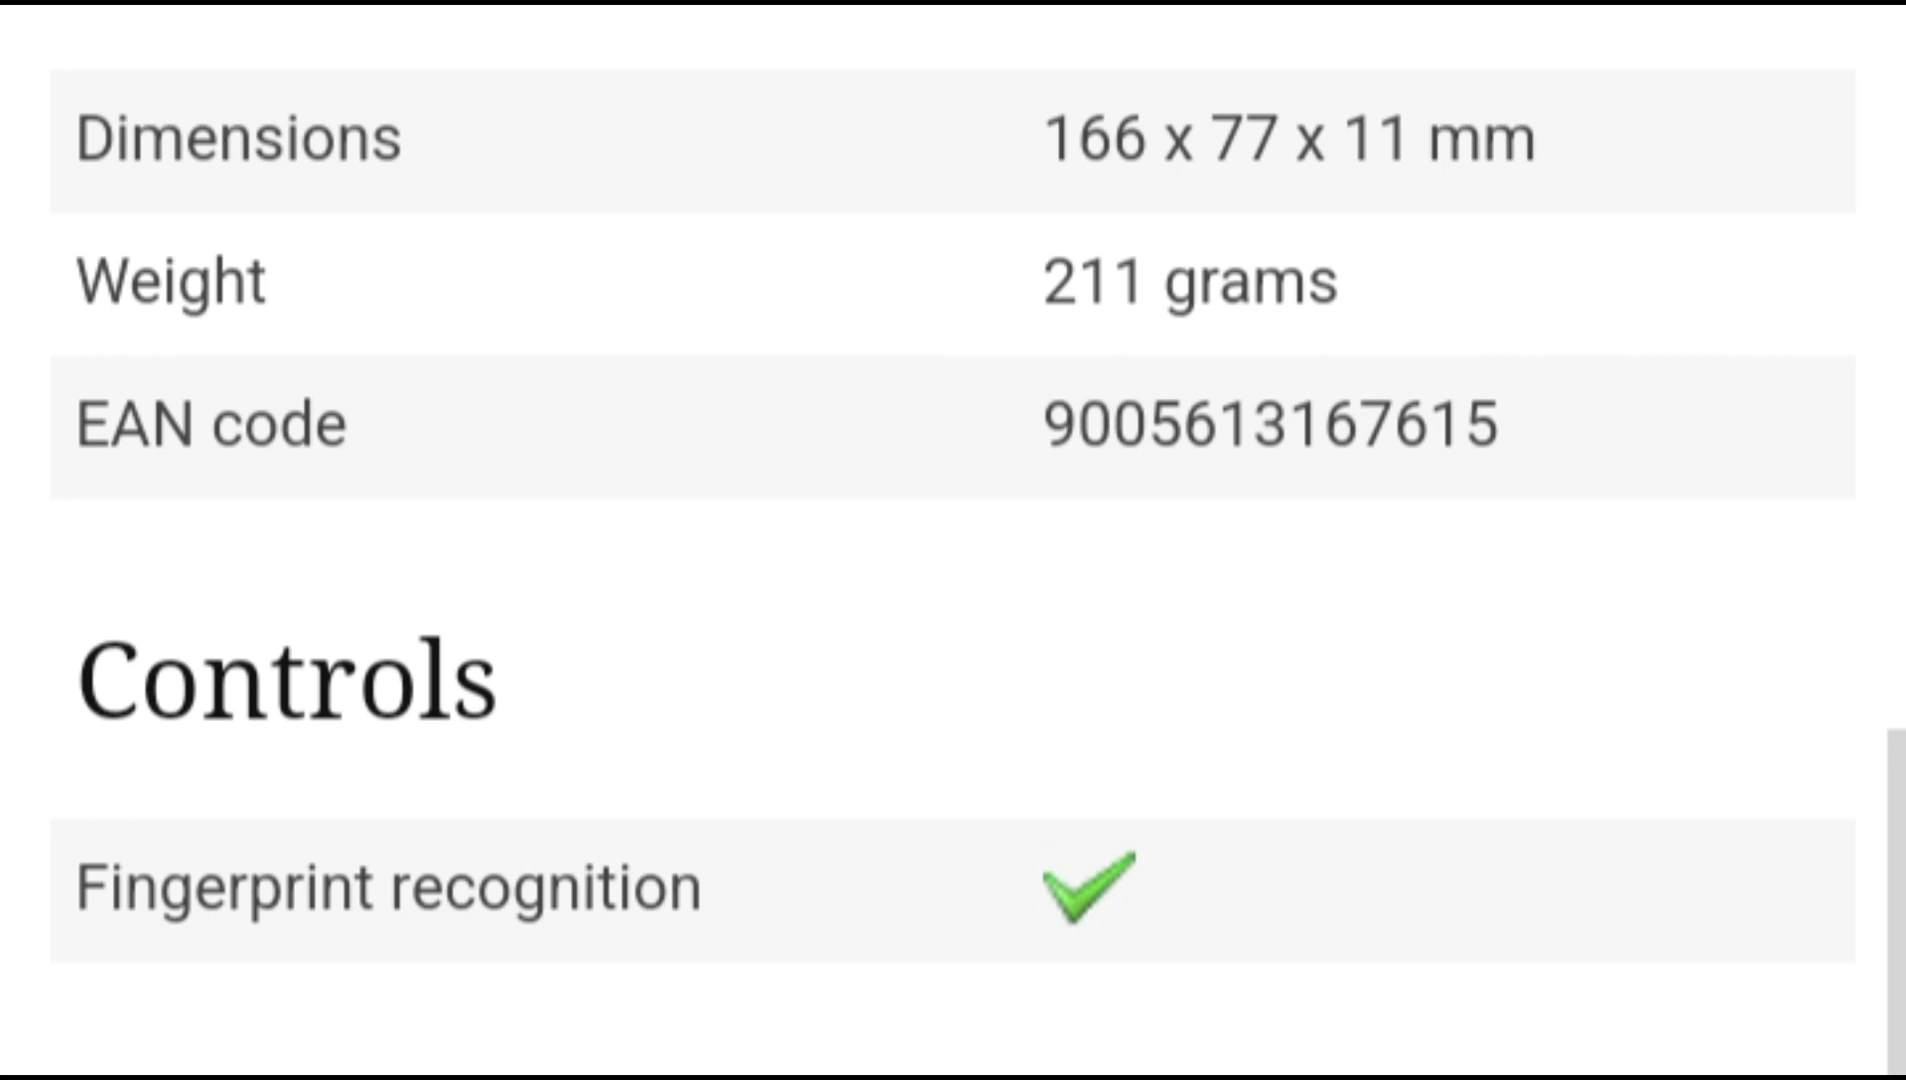 Dimensions 166 x 77 x 11 mm
Weight 211 grams
EAN code 9005613167615
Controls
Fingerprint recognition